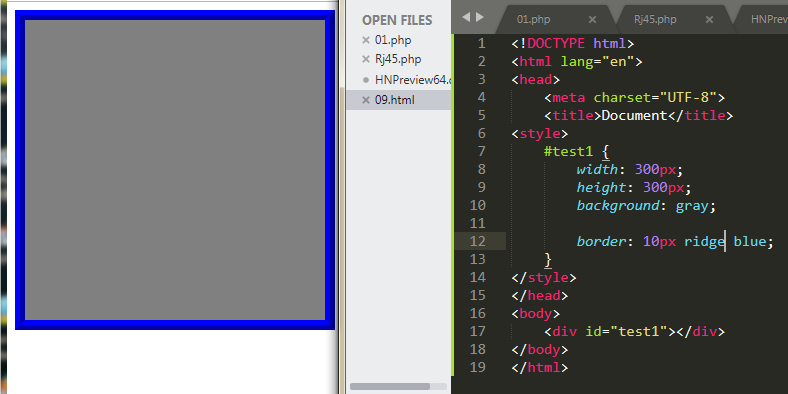 OPEN FILES
01.php
Rj45.php
HNPreview64.
09.html
01.php
Rj45.php
HNPrev
1 <!DOCTYPE html>
2 <html lang="en">
3 <head>
4     <meta charset="UTF-8">
5     <title>Document</title>
6 <style>
7     #test1 {
8         width: 300px;
9         height: 300px;
10         background: gray;
11
12         border: 10px ridge blue;
13     }
14 </style>
15 </head>
16 <body>
17     <div id="test1"></div>
18 </body>
19 </html>